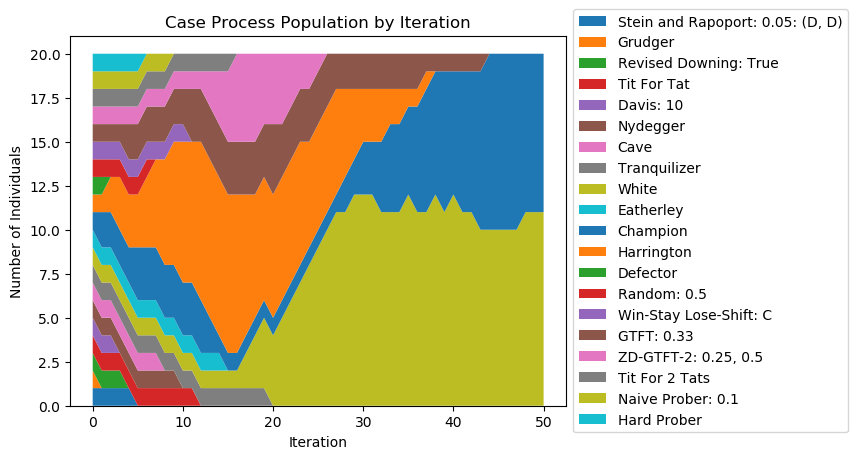 Case Process Population by Iteration
20.0
17.5
15.0
12.5
10.0
7.5
5.0
2.5
0.0
Number of Individuals
0 10 20 30 40 50
Iteration
Stein and Rapoport: 0.05: (D, D)
Grudger
Revised Downing: True
Tit For Tat
Davis: 10
Nydegger
Cave
Tranquilizer
White
Eatherley
Champion
Harrington
Defector
Random: 0.5
Win-Stay Lose-Shift: C
GTFT: 0.33
ZD-GTFT-2: 0.25, 0.5
Tit For 2 Tats
Naive Prober: 0.1
Hard Prober